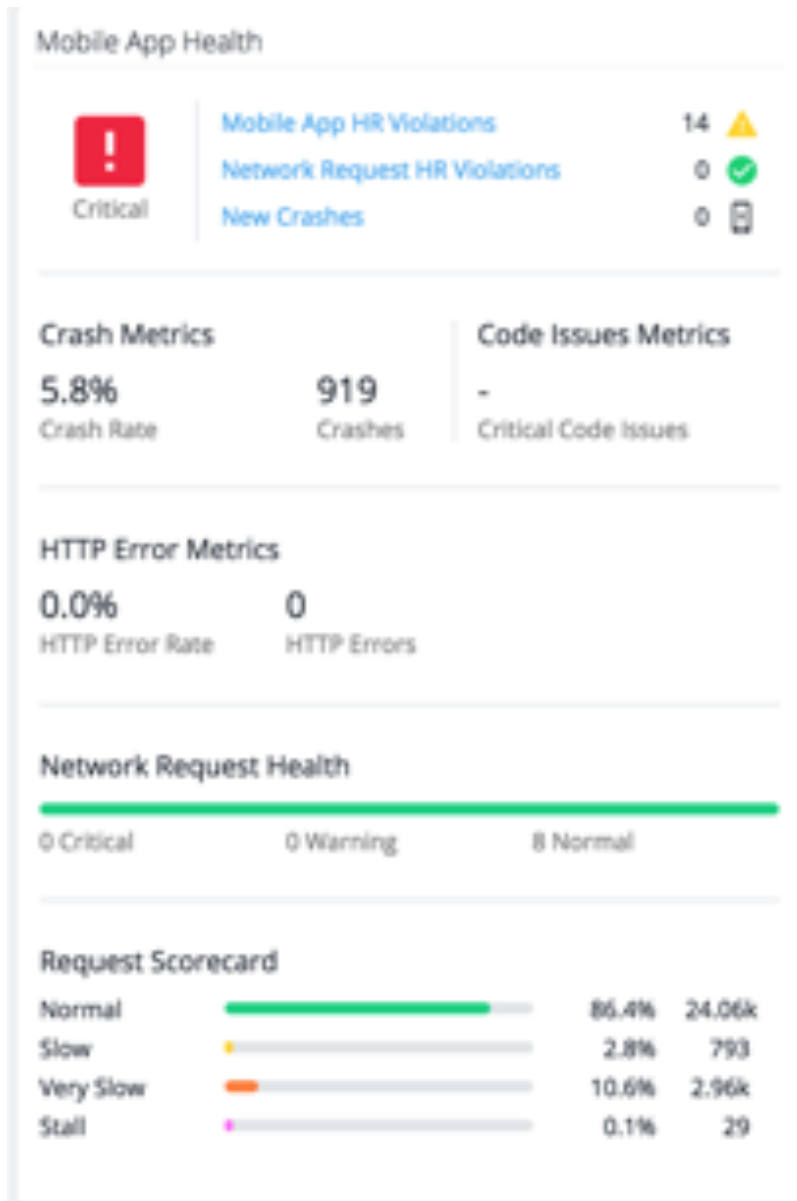 Mobile App Health
Mobile App HR Violations 14
Network Request HR Violations 0
Critical
New Crashes 0
Crash Metrics
5.8% 919
Crash Rate Crashes
Code Issues Metrics
-
Critical Code Issues
HTTP Error Metrics
0.0% 0
HTTP Error Rate HTTP Errors
Network Request Health
0 Critical 0 Warning 8 Normal
Request Scorecard
Normal 86.4% 24.06k
Slow 2.8% 793
Very Slow 10.6% 2.96k
Stall 0.1% 29